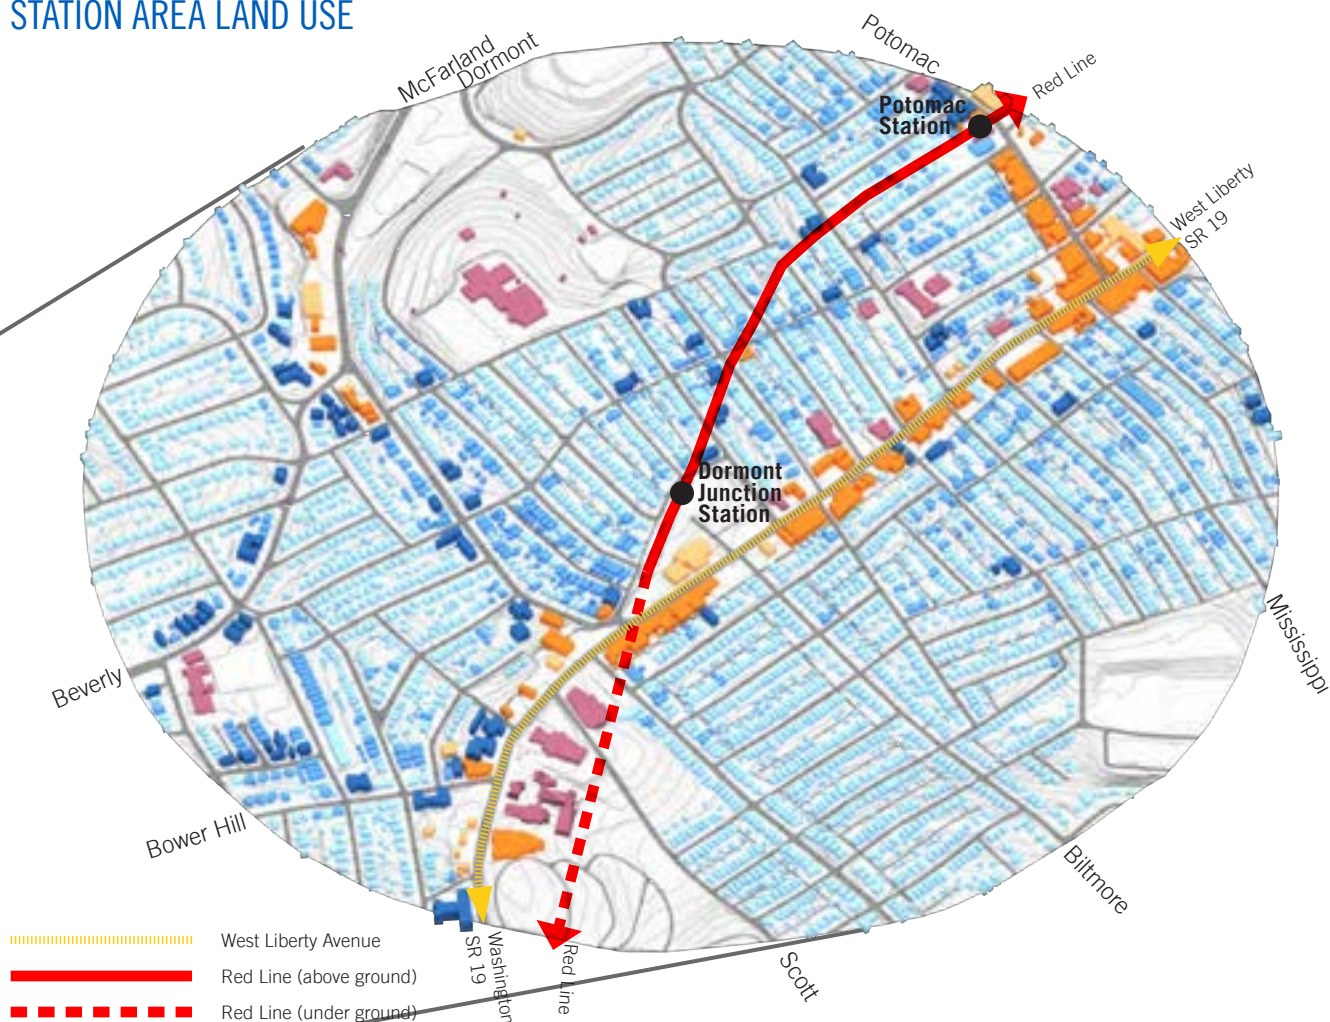 STATION AREA LAND USE
McFarland
Dormont
Potomac
Red Line
Potomac
Station
West Liberty
SR 19
Dormont
Junction
Station
Mississippi
Beverly
Bower Hill
Biltmore
Scott
Red Line
Washington
SR 19
West Liberty Avenue
Red Line (above ground)
Red Line (under ground)